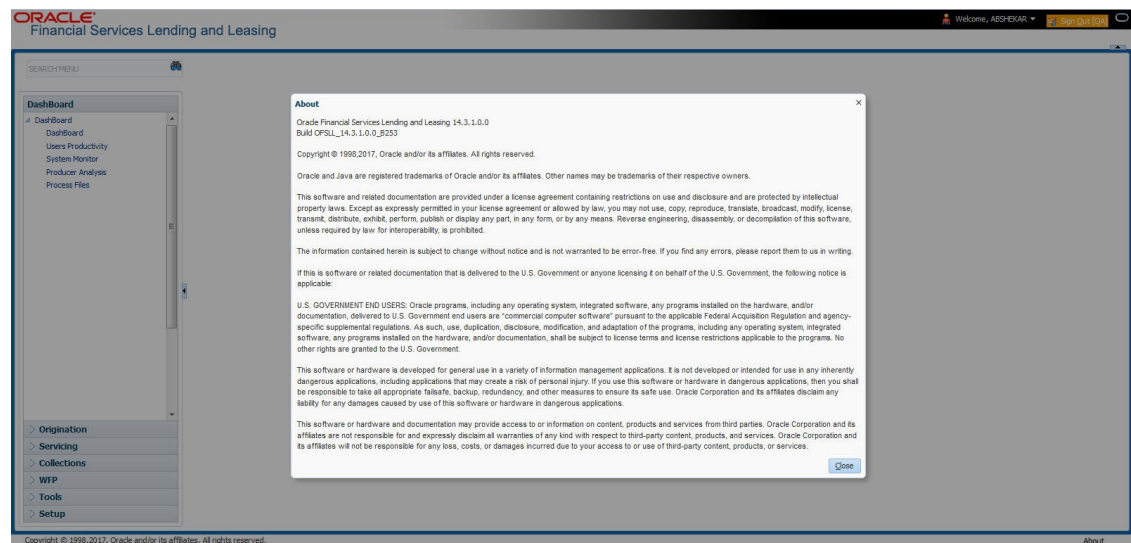 ORACLE
Financial Services Lending and Leasing
Welcome, ABSHEKAR
Sign Out [QA]
SEARCH MENU
DashBoard
DashBoard
DashBoard
Users Productivity
System Monitor
Producer Analysis
Process Files
Origination
Servicing
Collections
WFP
Tools
Setup
About
Oracle Financial Services Lending and Leasing 14.3.1.0.0
Build OFSLL_14.3.1.0.0_B253
Copyright © 1998,2017, Oracle and/or its affiliates. All rights reserved.
Oracle and Java are registered trademarks of Oracle and/or its affiliates. Other names may be trademarks of their respective owners.
This software and related documentation are provided under a license agreement containing restrictions on use and disclosure and are protected by intellectual
property laws. Except as expressly permitted in your license agreement or allowed by law, you may not use, copy, reproduce, translate, broadcast, modify, license,
transmit, distribute, exhibit, perform, publish or display any part, in any form, or by any means. Reverse engineering, disassembly, or decompilation of this software,
unless required by law for interoperability, is prohibited.
The information contained herein is subject to change without notice and is not warranted to be error-free. If you find any errors, please report them to us in writing.
If this is software or related documentation that is delivered to the U.S. Government or anyone licensing it on behalf of the U.S. Government, the following notice is
applicable:
U.S. GOVERNMENT END USERS: Oracle programs, including any operating system, integrated software, any programs installed on the hardware, and/or
documentation, delivered to U.S. Government end users are "commercial computer software" pursuant to the applicable Federal Acquisition Regulation and agency-
specific supplemental regulations. As such, use, duplication, disclosure, modification, and adaptation of the programs, including any operating system, integrated
software, any programs installed on the hardware, and/or documentation, shall be subject to license terms and license restrictions applicable to the programs. No
other rights are granted to the U.S. Government.
This software or hardware is developed for general use in a variety of information management applications. It is not developed or intended for use in any inherently
dangerous applications, including applications that may create a risk of personal injury. If you use this software or hardware in dangerous applications, then you shall
be responsible to take all appropriate failsafe, backup, redundancy, and other measures to ensure its safe use. Oracle Corporation and its affiliates disclaim any
liability for any damages caused by use of this software or hardware in dangerous applications.
This software or hardware and documentation may provide access to or information on content, products and services from third parties. Oracle Corporation and its
affiliates are not responsible for and expressly disclaim all warranties of any kind with respect to third-party content, products, and services. Oracle Corporation and
its affiliates will not be responsible for any loss, costs, or damages incurred due to your access to or use of third-party content, products, or services.
Close
Copyright © 1998,2017, Oracle and/or its affiliates. All rights reserved.
About